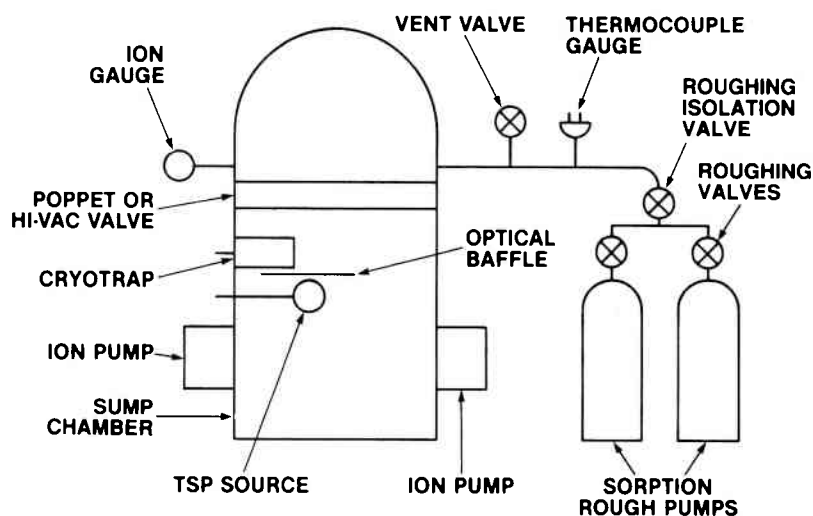 VENT VALVE
THERMOCOUPLE
GAUGE
ION
GAUGE
ROUGHING
ISOLATION
VALVE
ROUGHING
VALVES
POPPET OR
HI-VAC VALVE
OPTICAL
BAFFLE
CRYOTRAP
ION PUMP
SUMP
CHAMBER
TSP SOURCE
ION PUMP
SORPTION
ROUGH PUMPS